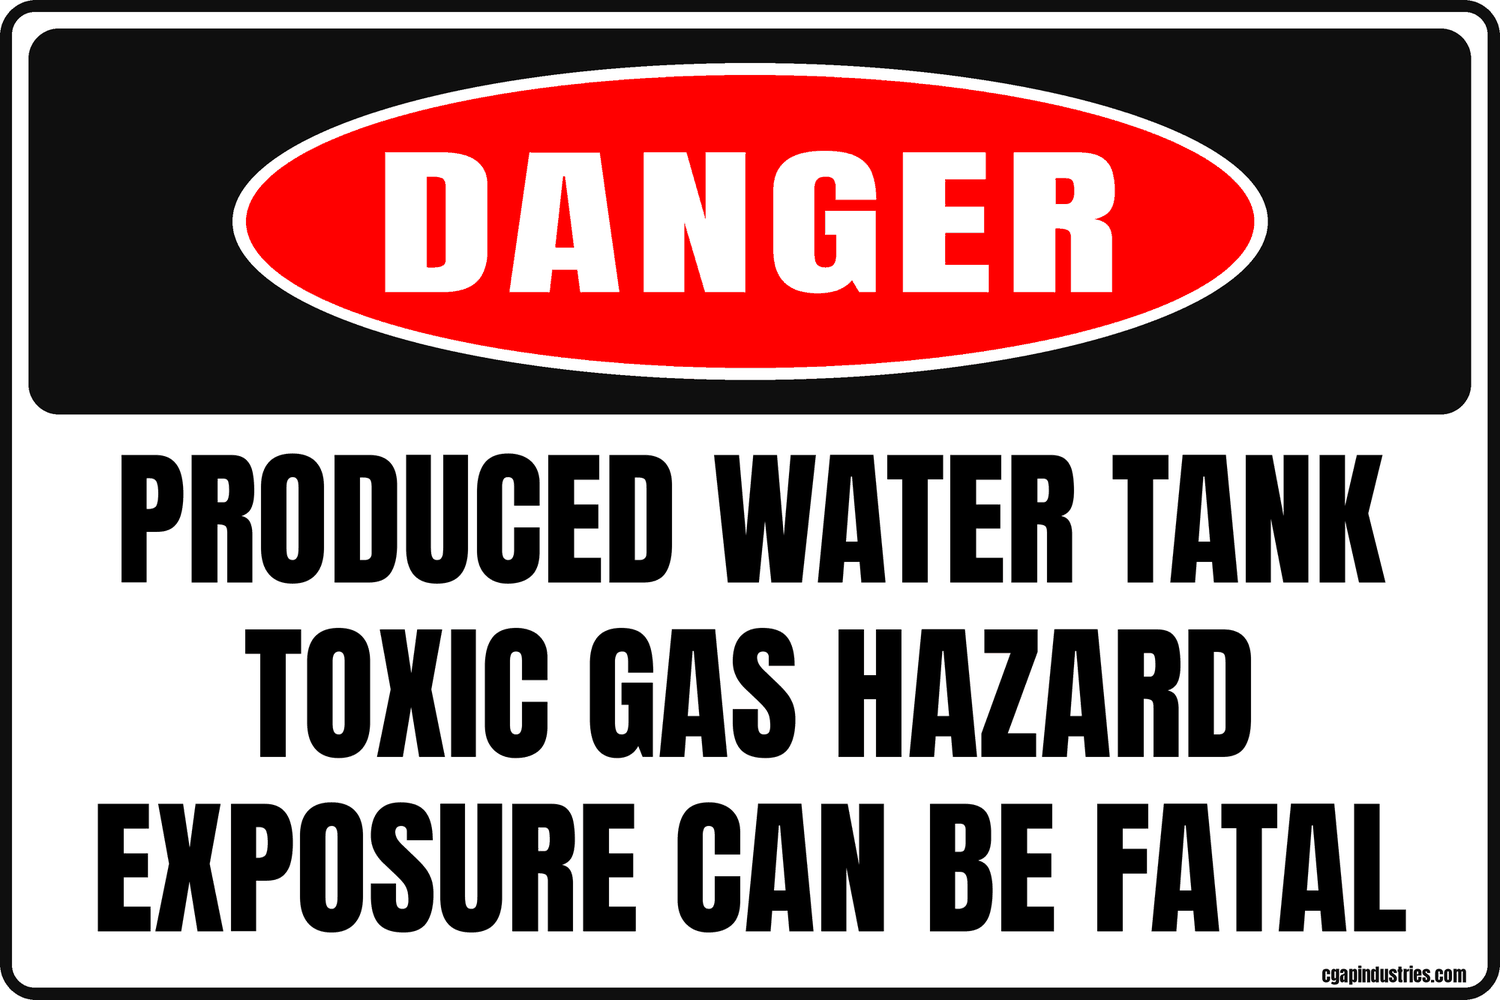 DANGER
PRODUCED WATER TANK
TOXIC GAS HAZARD
EXPOSURE CAN BE FATAL
cgapindustries.com